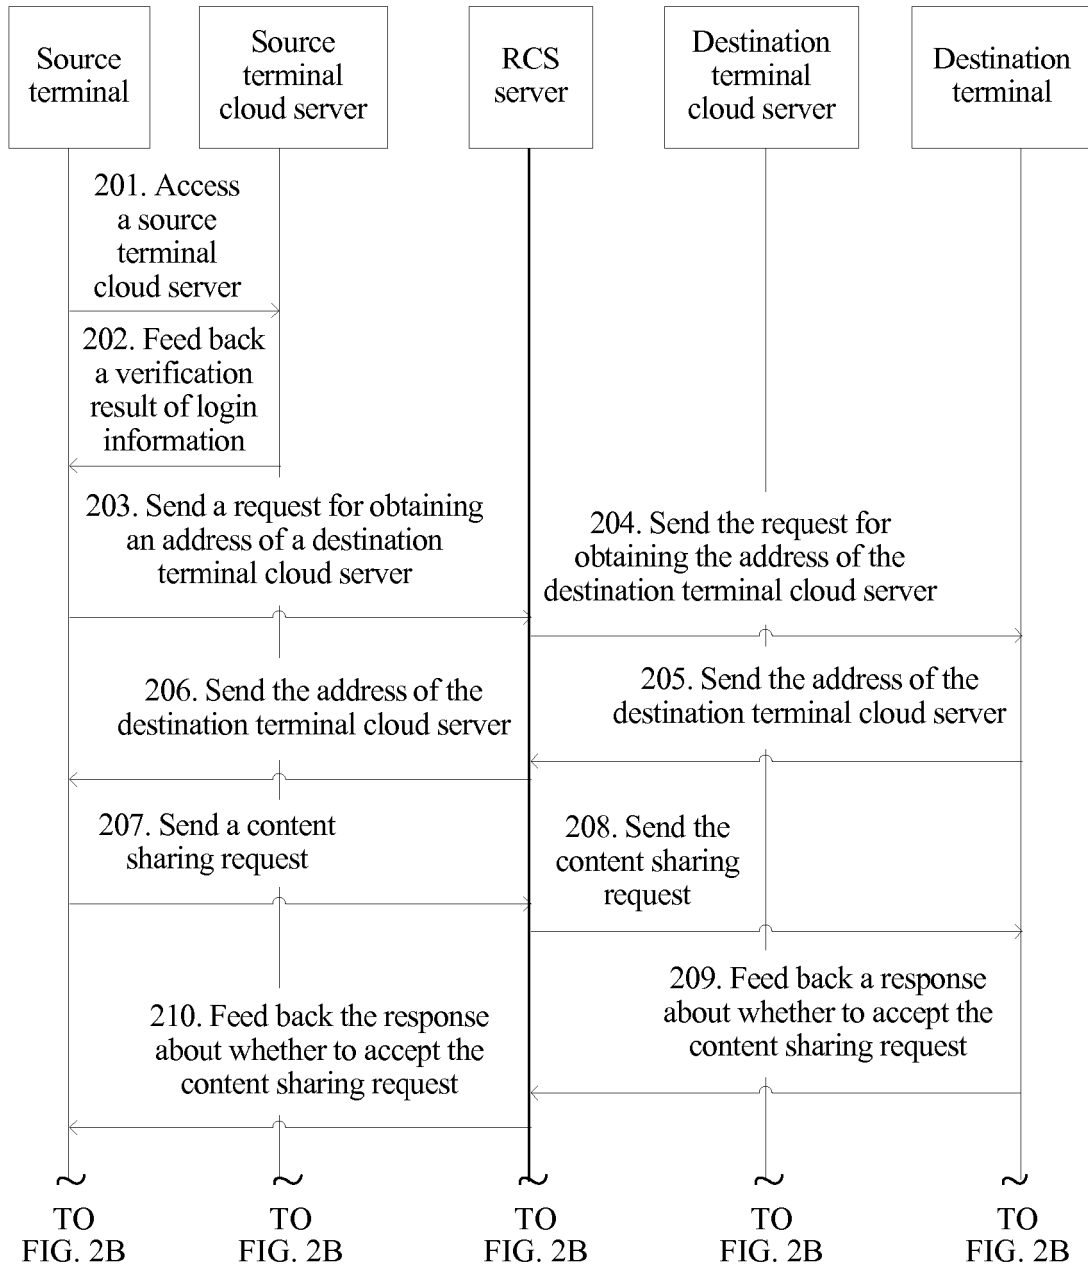 Source
terminal
Source
terminal
cloud server
RCS
server
Destination
terminal
cloud server
Destination
terminal
201. Access
a source
terminal
cloud server
202. Feed back
a verification
result of login
information
203. Send a request for obtaining
an address of a destination
terminal cloud server
204. Send the request for
obtaining the address of the
destination terminal cloud server
205. Send the address of the
destination terminal cloud server
206. Send the address of the
destination terminal cloud server
207. Send a content
sharing request
208. Send the
content sharing
request
209. Feed back a response
about whether to accept the
content sharing request
210. Feed back the response
about whether to accept the
content sharing request
TO
FIG. 2B
TO
FIG. 2B
TO
FIG. 2B
TO
FIG. 2B
TO
FIG. 2B